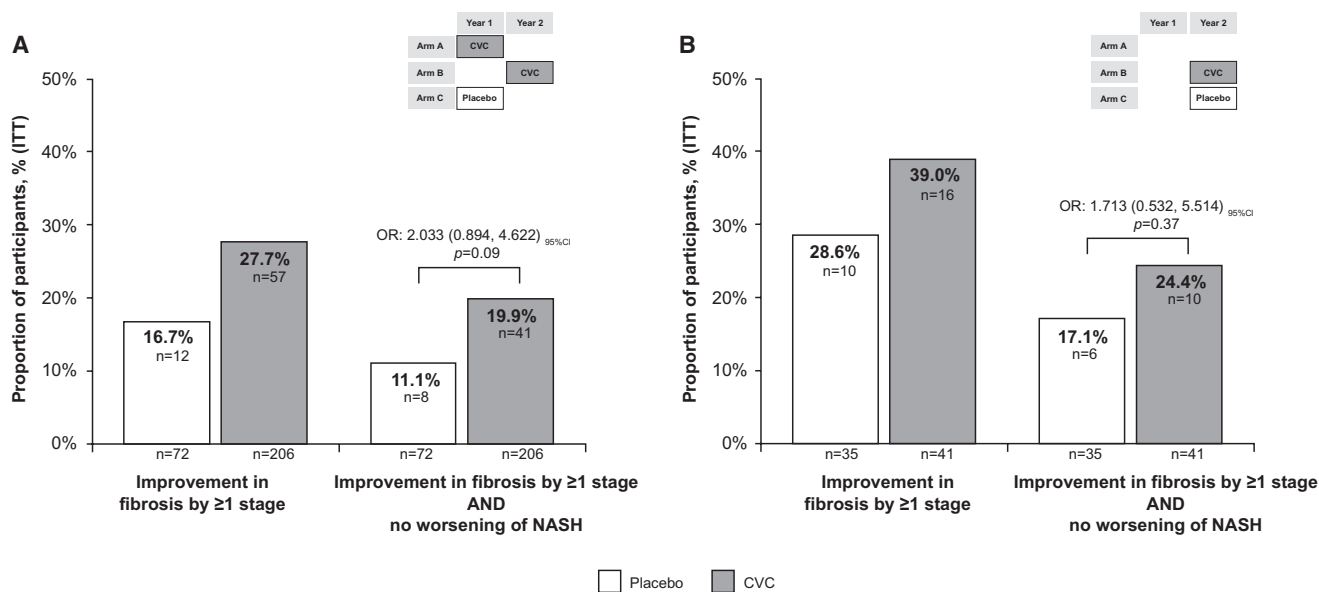 A
Year 1 Year 2
Arm A CVC
Arm B CVC
Arm C Placebo
Proportion of participants, % (ITT)
50%
40%
30%
20%
10%
0%
16.7%
n=12
27.7%
n=57
OR: 2.033 (0.894, 4.622) 95%CI
p=0.09
11.1%
n=8
19.9%
n=41
n=72 n=206 n=72 n=206
Improvement in
fibrosis by ≥1 stage
Improvement in fibrosis by ≥1 stage
AND
no worsening of NASH
B
Year 1 Year 2
Arm A
Arm B CVC
Arm C Placebo
Proportion of participants, % (ITT)
50%
40%
30%
20%
10%
0%
28.6%
n=10
39.0%
n=16
OR: 1.713 (0.532, 5.514) 95%CI
p=0.37
17.1%
n=6
24.4%
n=10
n=35 n=41 n=35 n=41
Improvement in
fibrosis by ≥1 stage
Improvement in fibrosis by ≥1 stage
AND
no worsening of NASH
Placebo CVC